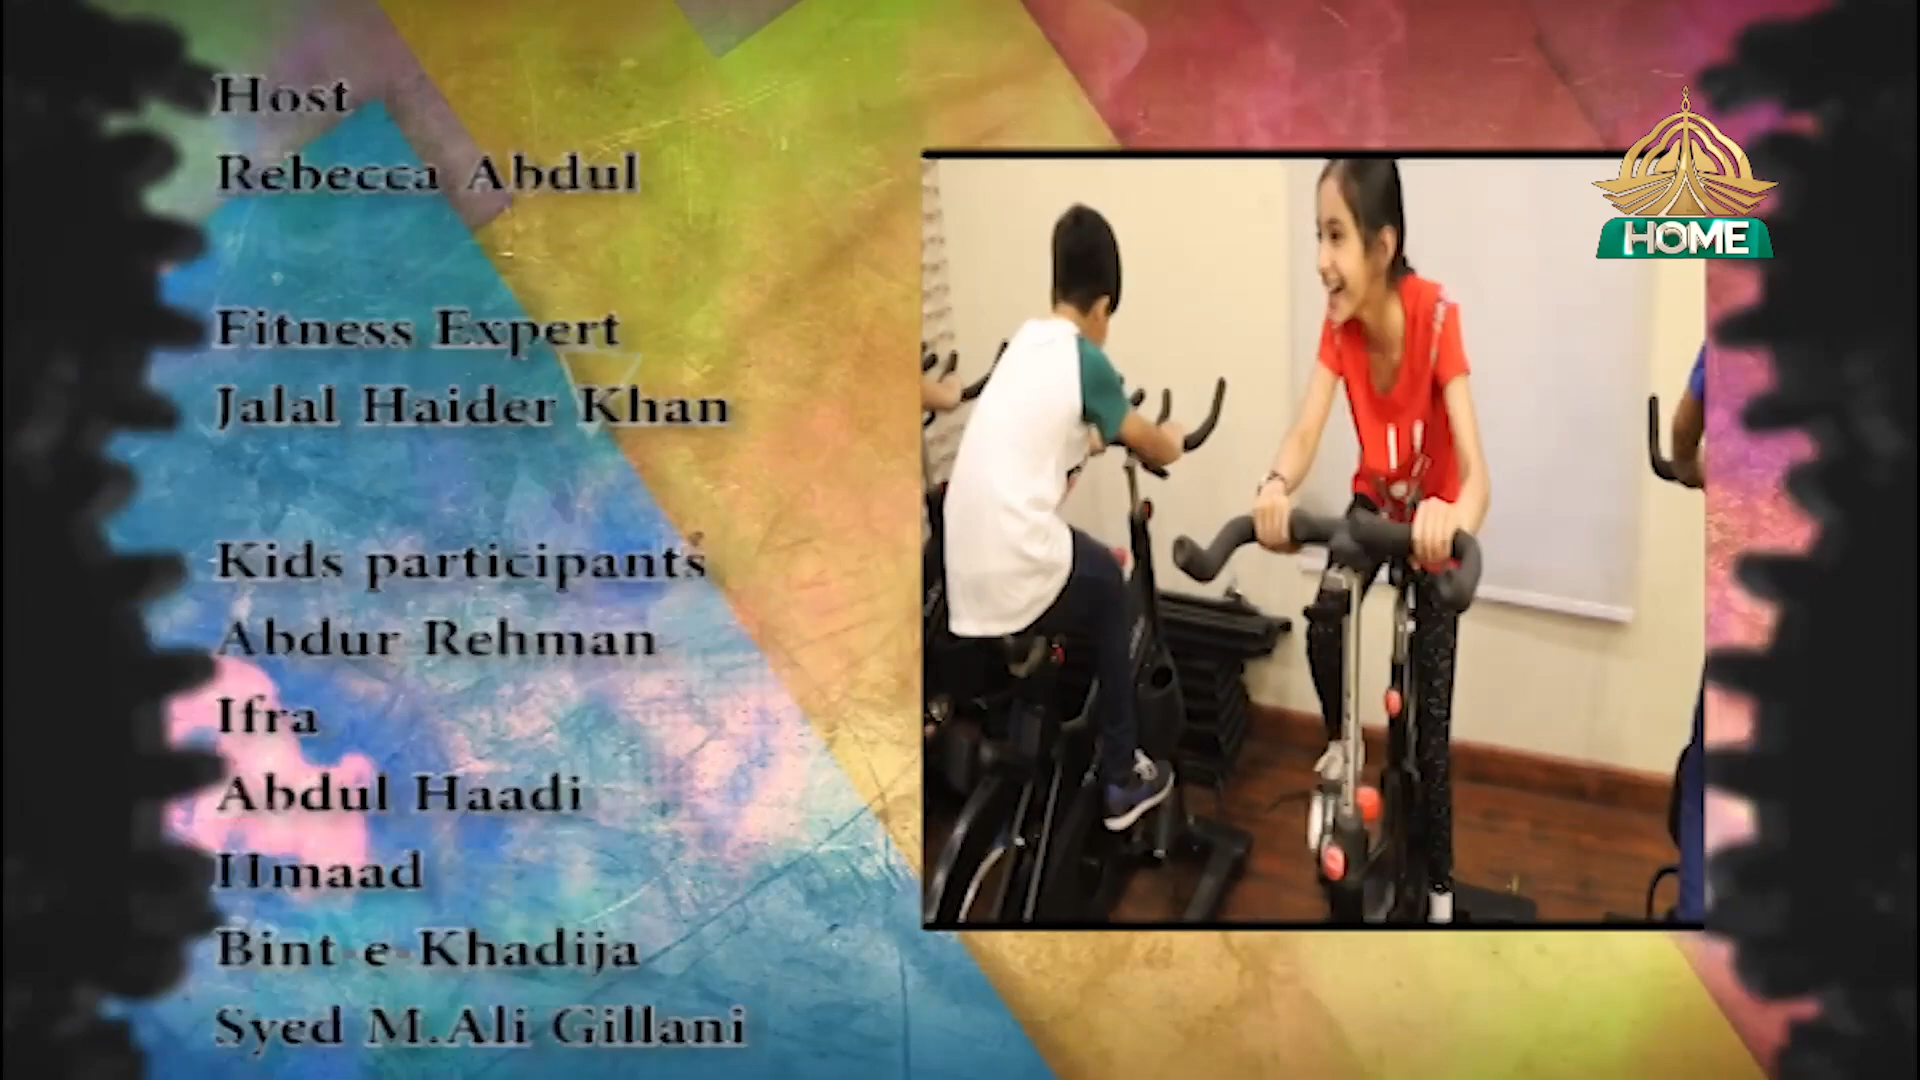 Host
Rebecca Abdul
Fitness Expert
Jalal Haider Khan
Kids participants
Abdur Rehman
Ifra
Abdul Haadi
Hmaad
Bint-e-Khadija
Syed M.Ali Gillani
HOME